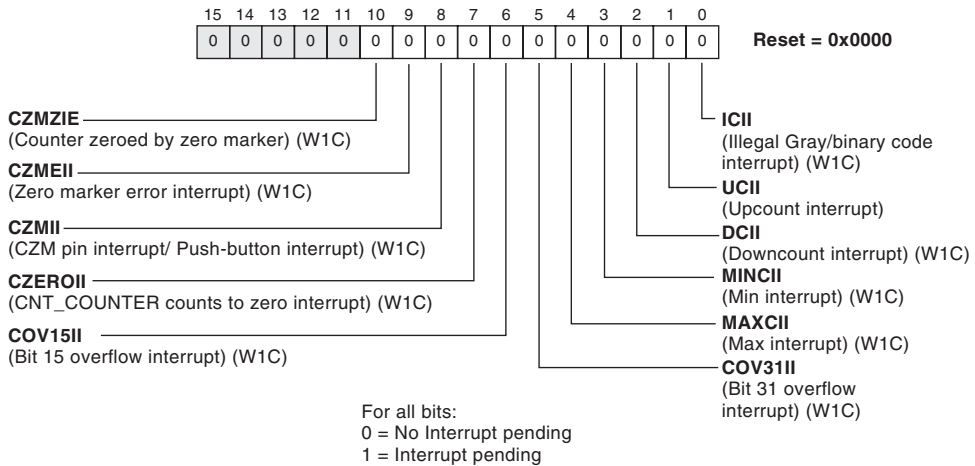 15 14 13 12 11 10 9 8 7 6 5 4 3 2 1 0
0 0 0 0 0 0 0 0 0 0 0 0 0 0 0 0
Reset = 0x0000
CZMZIE
(Counter zeroed by zero marker) (W1C)
CZMEII
(Zero marker error interrupt) (W1C)
CZMII
(CZM pin interrupt/ Push-button interrupt) (W1C)
CZEROII
(CNT_COUNTER counts to zero interrupt) (W1C)
COV15II
(Bit 15 overflow interrupt) (W1C)
ICII
(Illegal Gray/binary code
interrupt) (W1C)
UCII
(Upcount interrupt)
DCII
(Downcount interrupt) (W1C)
MINCII
(Min interrupt) (W1C)
MAXCII
(Max interrupt) (W1C)
COV31II
(Bit 31 overflow
interrupt) (W1C)
For all bits:
0 = No Interrupt pending
1 = Interrupt pending